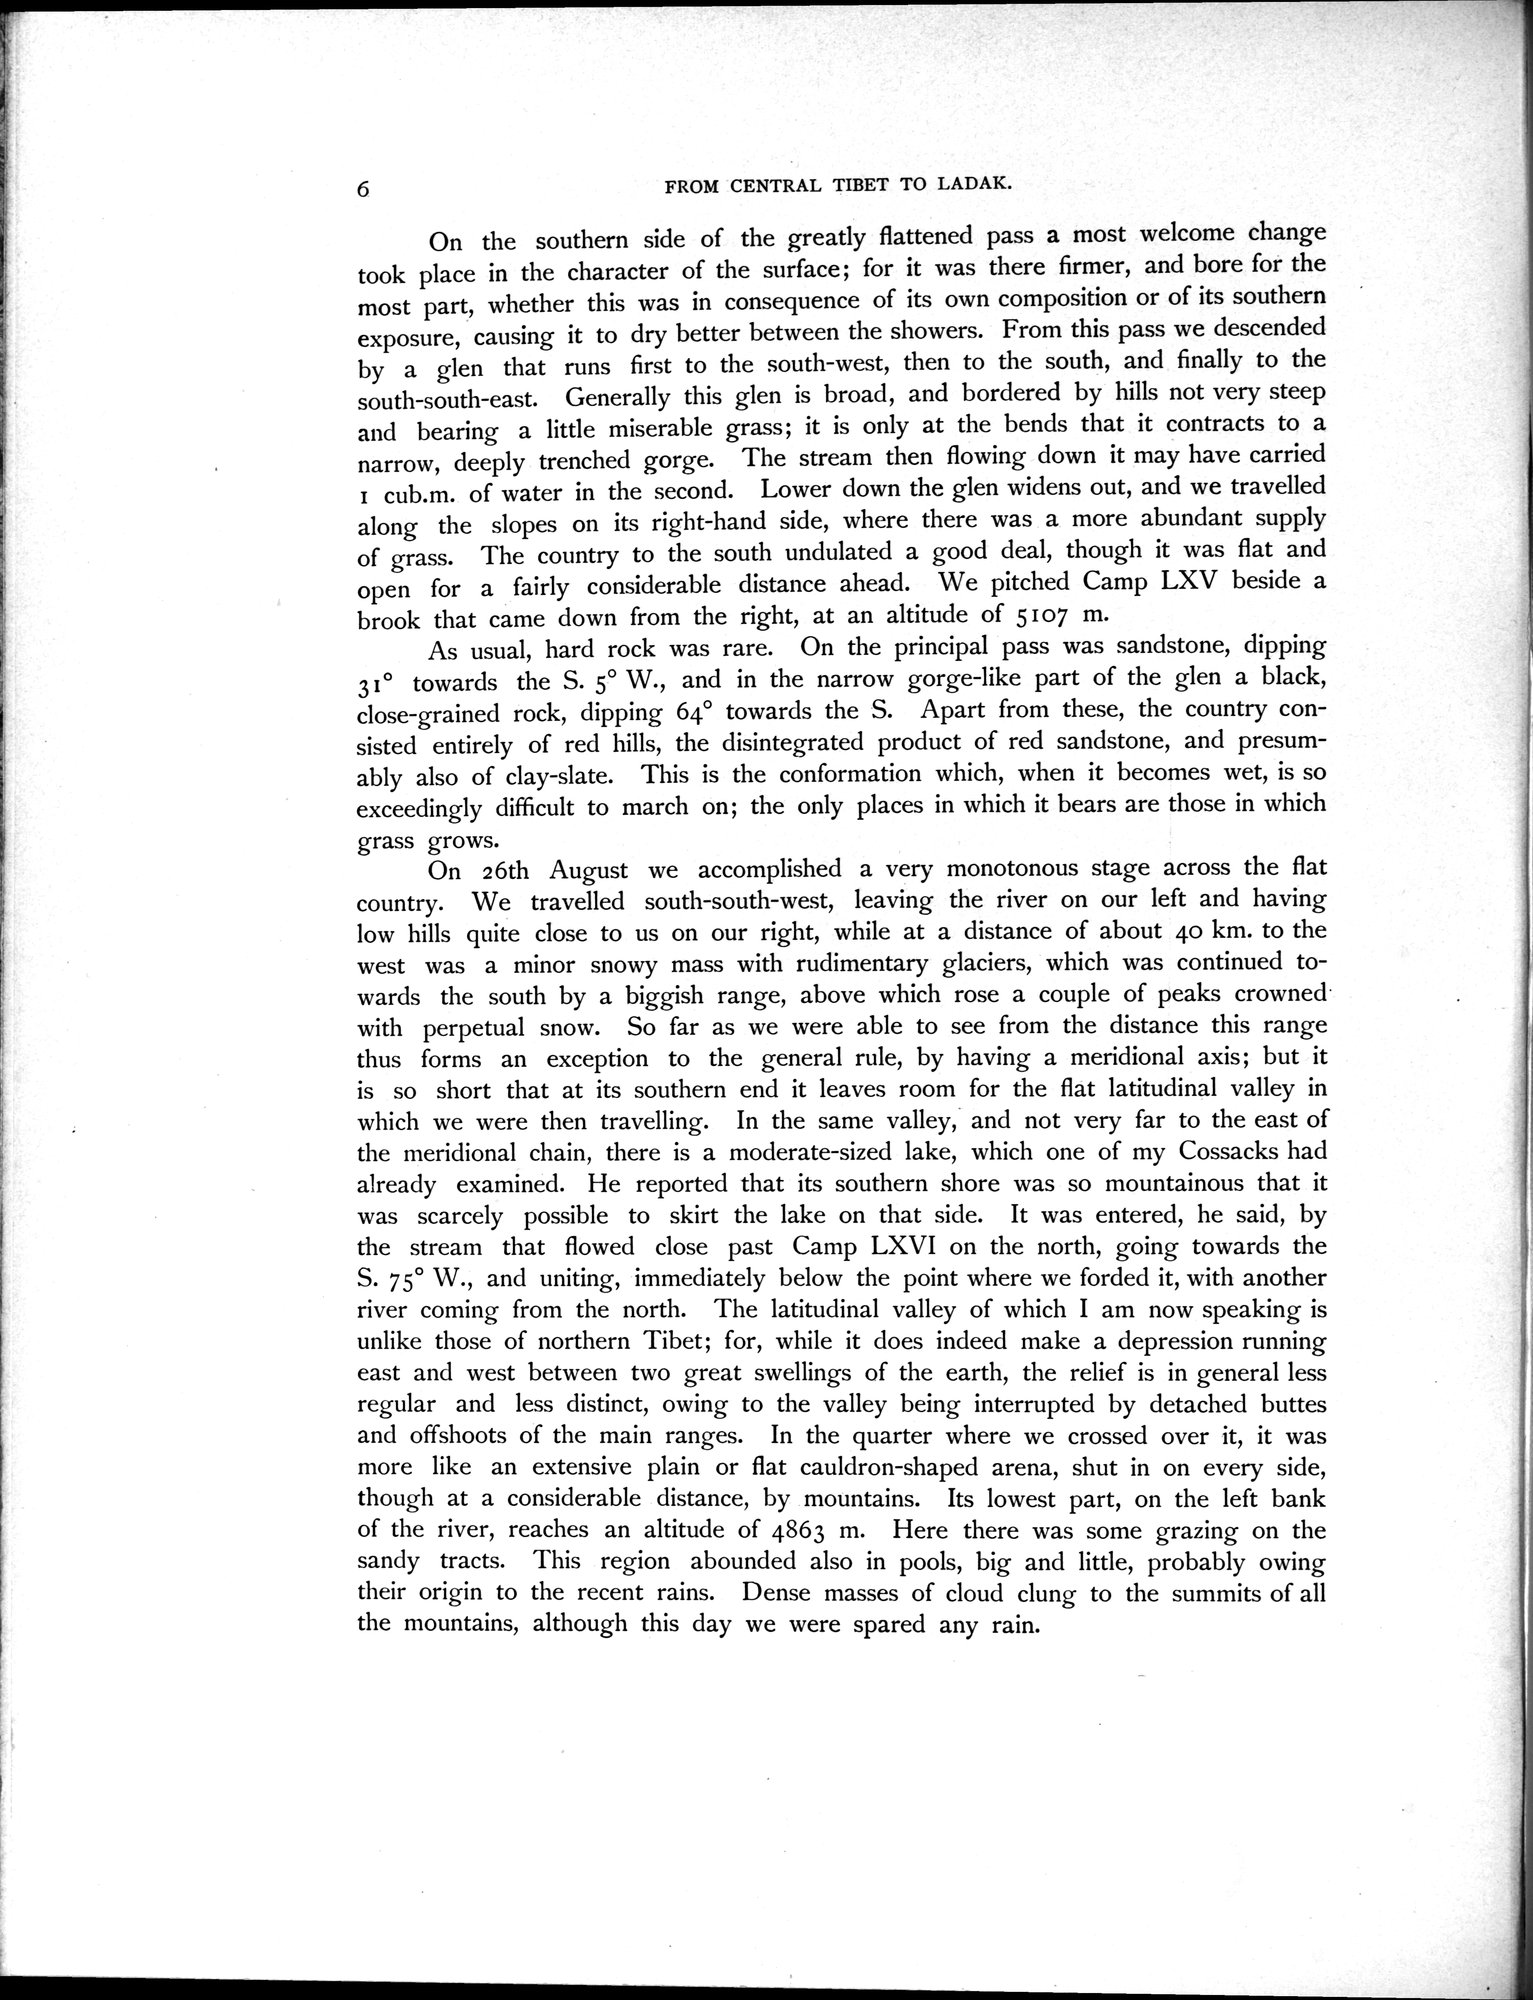 6 FROM CENTRAL TIBET TO LADAK.
On the southern side of the greatly flattened pass a most welcome change
took place in the character of the surface; for it was there firmer, and bore for the
most part, whether this was in consequence of its own composition or of its southern
exposure, causing it to dry better between the showers. From this pass we descended
by a glen that runs first to the south-west, then to the south, and finally to the
south-south-east. Generally this glen is broad, and bordered by hills not very steep
and bearing a little miserable grass; it is only at the bends that it contracts to a
narrow, deeply trenched gorge. The stream then flowing down it may have carried
1 cub.m. of water in the second. Lower down the glen widens out, and we travelled
along the slopes on its right-hand side, where there was a more abundant supply
of grass. The country to the south undulated a good deal, though it was flat and
open for a fairly considerable distance ahead. We pitched Camp LXV beside a
brook that came down from the right, at an altitude of 5107 m.
As usual, hard rock was rare. On the principal pass was sandstone, dipping
31° towards the S. 5° W., and in the narrow gorge-like part of the glen a black,
close-grained rock, dipping 64° towards the S. Apart from these, the country con-
sisted entirely of red hills, the disintegrated product of red sandstone, and presum-
ably also of clay-slate. This is the conformation which, when it becomes wet, is so
exceedingly difficult to march on; the only places in which it bears are those in which
grass grows.
On 26th August we accomplished a very monotonous stage across the flat
country. We travelled south-south-west, leaving the river on our left and having
low hills quite close to us on our right, while at a distance of about 40 km. to the
west was a minor snowy mass with rudimentary glaciers, which was continued to-
wards the south by a biggish range, above which rose a couple of peaks crowned
with perpetual snow. So far as we were able to see from the distance this range
thus forms an exception to the general rule, by having a meridional axis; but it
is so short that at its southern end it leaves room for the flat latitudinal valley in
which we were then travelling. In the same valley, and not very far to the east of
the meridional chain, there is a moderate-sized lake, which one of my Cossacks had
already examined. He reported that its southern shore was so mountainous that it
was scarcely possible to skirt the lake on that side. It was entered, he said, by
the stream that flowed close past Camp LXVI on the north, going towards the
S. 75° W., and uniting, immediately below the point where we forded it, with another
river coming from the north. The latitudinal valley of which I am now speaking is
unlike those of northern Tibet; for, while it does indeed make a depression running
east and west between two great swellings of the earth, the relief is in general less
regular and less distinct, owing to the valley being interrupted by detached buttes
and offshoots of the main ranges. In the quarter where we crossed over it, it was
more like an extensive plain or flat cauldron-shaped arena, shut in on every side,
though at a considerable distance, by mountains. Its lowest part, on the left bank
of the river, reaches an altitude of 4863 m. Here there was some grazing on the
sandy tracts. This region abounded also in pools, big and little, probably owing
their origin to the recent rains. Dense masses of cloud clung to the summits of all
the mountains, although this day we were spared any rain.